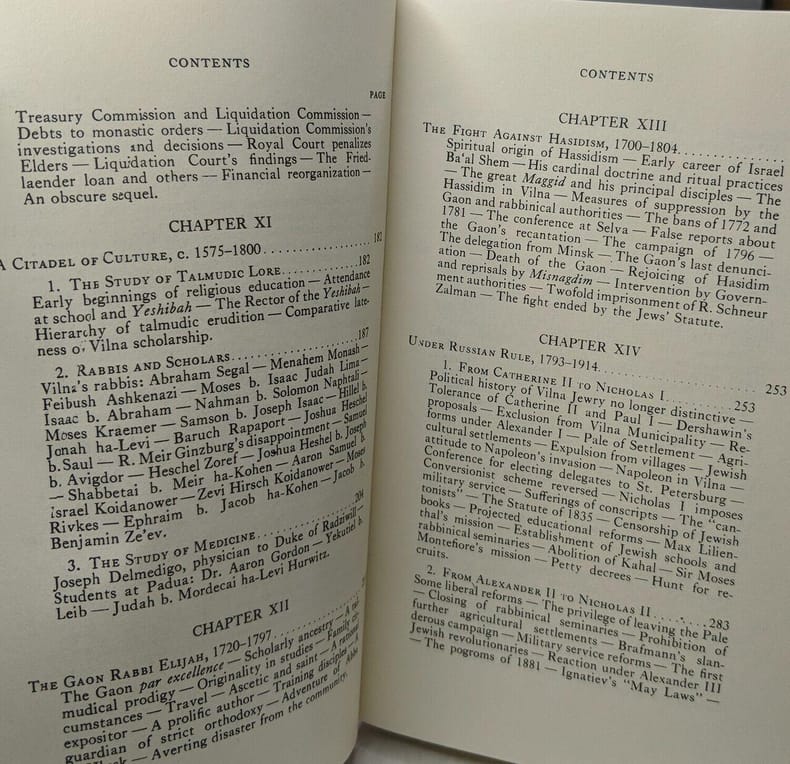 CONTENTS
PAGE
Treasury Commission and Liquidation Commission —
Debts to monastic orders — Liquidation Commission's
investigations and decisions — Royal Court penalizes
Elders — Liquidation Court's findings — The Fried-
laender loan and others — Financial reorganization —
An obscure sequel.
CHAPTER XI
A CITADEL OF CULTURE, c. 1575–1800 . . . . . . . . . . . . . . . . . . . . 182
1. THE STUDY OF TALMUDIC LORE . . . . . . . . . . . . . . 182
Early beginnings of religious education — Attendance
at school and Yeshibah — The Rector of the Yeshibah —
Hierarchy of talmudic erudition — Comparative late-
ness of Vilna scholarship.
2. RABBIS AND SCHOLARS . . . . . . . . . . . . . . . . . . . . 187
Vilna's rabbis: Abraham Segal — Menahem Monash —
Feibush Ashkenazi — Moses b. Isaac Judah Lima —
Isaac b. Abraham — Nahman b. Solomon Naphtali —
Moses Kraemer — Samson b. Joseph Isaac — Hillel b.
Jonah ha-Levi — Baruch Rapaport — Joshua Heschel
b. Saul — R. Meir Ginzburg's disappointment — Samuel
b. Avigdor — Heschel Zoref — Joshua Heshel b. Joseph
— Shabbetai b. Meir ha-Kohen — Aaron Samuel b.
Israel Koidanower — Zevi Hirsch Koidanower — Moses
Rivkes — Ephraim b. Jacob ha-Kohen — Jacob b.
Benjamin Ze'ev.
3. THE STUDY OF MEDICINE . . . . . . . . . . . . . . . . . . 204
Joseph Delmedigo, physician to Duke of Radziwill —
Students at Padua: Dr. Aaron Gordon — Yekutiel b.
Leib — Judah b. Mordecai ha-Levi Hurwitz.
CHAPTER XII
THE GAON RABBI ELIJAH, 1720–1797 . . . . . . . . . . . . . . . .
The Gaon par excellence — Scholarly ancestry — A
mudical prodigy — Originality in studies — Family cir-
cumstances — Travel — Ascetic and saint — A rational
expositor — A prolific author — Training disciples
guardian of strict orthodoxy — Adventure of Abba
— Averting disaster from the community.
CONTENTS
CHAPTER XIII
THE FIGHT AGAINST HASIDISM, 1700–1804 . . . . . . . . . . . . . .
Spiritual origin of Hassidism — Early career of Israel
Ba'al Shem — His cardinal doctrine and ritual practices
— The great Maggid and his principal disciples — The
Hassidim in Vilna — Measures of suppression by the
Gaon and rabbinical authorities — The bans of 1772 and
1781 — The conference at Selva — False reports about
the Gaon's recantation — The campaign of 1796 —
The delegation from Minsk — The Gaon's last denunci-
ation — Death of the Gaon — Rejoicing of Hasidim
and reprisals by Misnagdim — Intervention by Govern-
ment authorities — Twofold imprisonment of R. Schneur
Zalman — The fight ended by the Jews' Statute.
CHAPTER XIV
UNDER RUSSIAN RULE, 1793–1914 . . . . . . . . . . . . . . . . . . . . 253
1. FROM CATHERINE II TO NICHOLAS I . . . . . . . . . . 253
Political history of Vilna Jewry no longer distinctive —
Tolerance of Catherine II and Paul I — Dershawin's
proposals — Exclusion from Vilna Municipality — Re-
forms under Alexander I — Pale of Settlement — Agri-
cultural settlements — Expulsion from villages — Jewish
attitude to Napoleon's invasion — Napoleon in Vilna —
Conference for electing delegates to St. Petersburg —
Conversionist scheme reversed — Nicholas I imposes
military service — Sufferings of conscripts — The "can-
tonists" — The Statute of 1835 — Censorship of Jewish
books — Projected educational reforms — Max Lilien-
thal's mission — Establishment of Jewish schools and
rabbinical seminaries — Abolition of Kahal — Sir Moses
Montefiore's mission — Petty decrees — Hunt for re-
cruits.
2. FROM ALEXANDER II TO NICHOLAS II . . . . . . . . 283
Some liberal reforms — The privilege of leaving the Pale
— Closing of rabbinical seminaries — Prohibition of
further agricultural settlements — Brafmann's slan-
derous campaign — Military service reforms — The first
Jewish revolutionaries — Reaction under Alexander III
— The pogroms of 1881 — Ignatiev's "May Laws" —